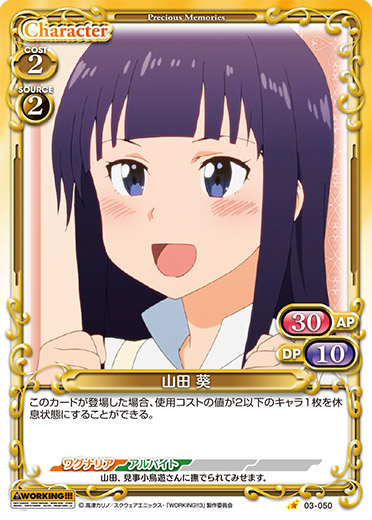 Precious Memories
Character
COST
2
SOURCE
2
30 AP
DP 10
山田 葵
このカードが登場した場合、使用コストの値が2以下のキャラ1枚を休
息状態にすることができる。
ワグナリア アルバイト
山田、見事小鳥遊さんに撫でられてみせます。
WORKING!!! 03-050
© 高津カリノ/スクウェアエニックス・「WORKING!!3」製作委員会